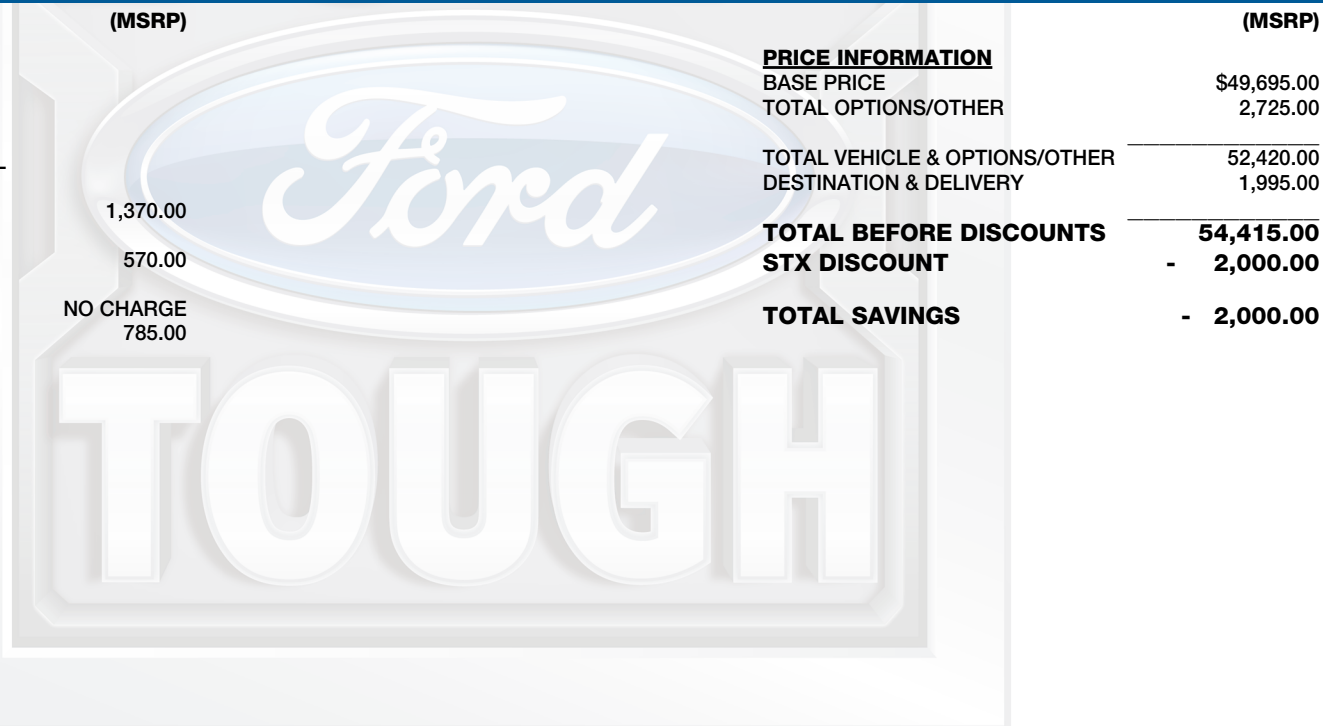 (MSRP)
1,370.00
570.00
NO CHARGE
785.00
(MSRP)
PRICE INFORMATION
BASE PRICE $49,695.00
TOTAL OPTIONS/OTHER 2,725.00
TOTAL VEHICLE & OPTIONS/OTHER 52,420.00
DESTINATION & DELIVERY 1,995.00
TOTAL BEFORE DISCOUNTS 54,415.00
STX DISCOUNT - 2,000.00
TOTAL SAVINGS - 2,000.00
Ford
TOUGH